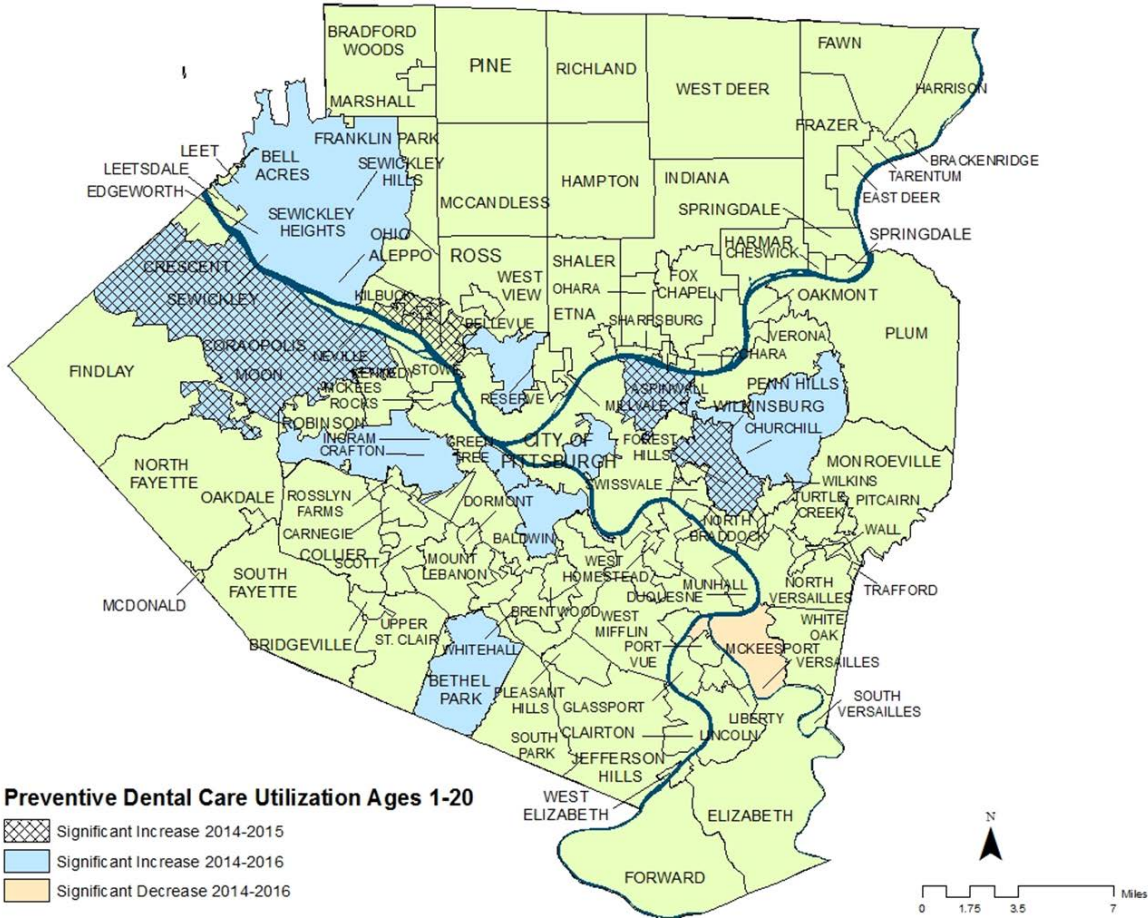 BRADFORD
WOODS
PINE
RICHLAND
FAWN
WEST DEER
HARRISON
MARSHALL
FRAZER
FRANKLIN PARK
LEET
BELL
ACRES
SEWICKLEY
HILLS
LEETSDALE
EDGEWORTH
BRACKENRIDGE
TARENTUM
EAST DEER
HAMPTON
INDIANA
MCCANDLESS
SPRINGDALE
SEWICKLEY
HEIGHTS
OHIO
ALEPPO
ROSS
HARMAR
CHESWICK
SPRINGDALE
CRESCENT
SHALER
OHARA
FOX
CHAPEL
WEST
VIEW
SEWICKLEY
KILBUCK
OAKMONT
ETNA
SHARPSBURG
BELLEVUE
VERONA
PLUM
CORAOPOLIS
NEVILLE
OHARA
FINDLAY
MOON
KENNEDY
STOWE
MCKEES
ROCKS
ASPINWALL
PENN HILLS
RESERVE
MILLVALE
WILKINSBURG
ROBINSON
CHURCHILL
INGRAM
CRAFTON
GREEN
TREE
CITY OF
PITTSBURGH
FOREST
HILLS
NORTH
FAYETTE
MONROEVILLE
SWISSVALE
WILKINS
OAKDALE
ROSSLYN
FARMS
DORMONT
TURTLE
CREEK
PITCAIRN
CARNEGIE
NORTH
BRADDOCK
WALL
COLLIER
SCOTT
BALDWIN
MOUNT
LEBANON
WEST
HOMESTEAD
SOUTH
FAYETTE
MUNHALL
DUQUESNE
NORTH
VERSAILLES
TRAFFORD
MCDONALD
BRENTWOOD
WEST
MIFFLIN
UPPER
ST. CLAIR
WHITE
OAK
BRIDGEVILLE
WHITEHALL
PORT
VUE
MCKEESPORT
VERSAILLES
BETHEL
PARK
PLEASANT
HILLS
GLASSPORT
SOUTH
VERSAILLES
LIBERTY
LINCOLN
CLAIRTON
SOUTH
PARK
JEFFERSON
HILLS
WEST
ELIZABETH
ELIZABETH
FORWARD
Preventive Dental Care Utilization Ages 1-20
Significant Increase 2014-2015
Significant Increase 2014-2016
Significant Decrease 2014-2016
N
Miles
0 1.75 3.5 7